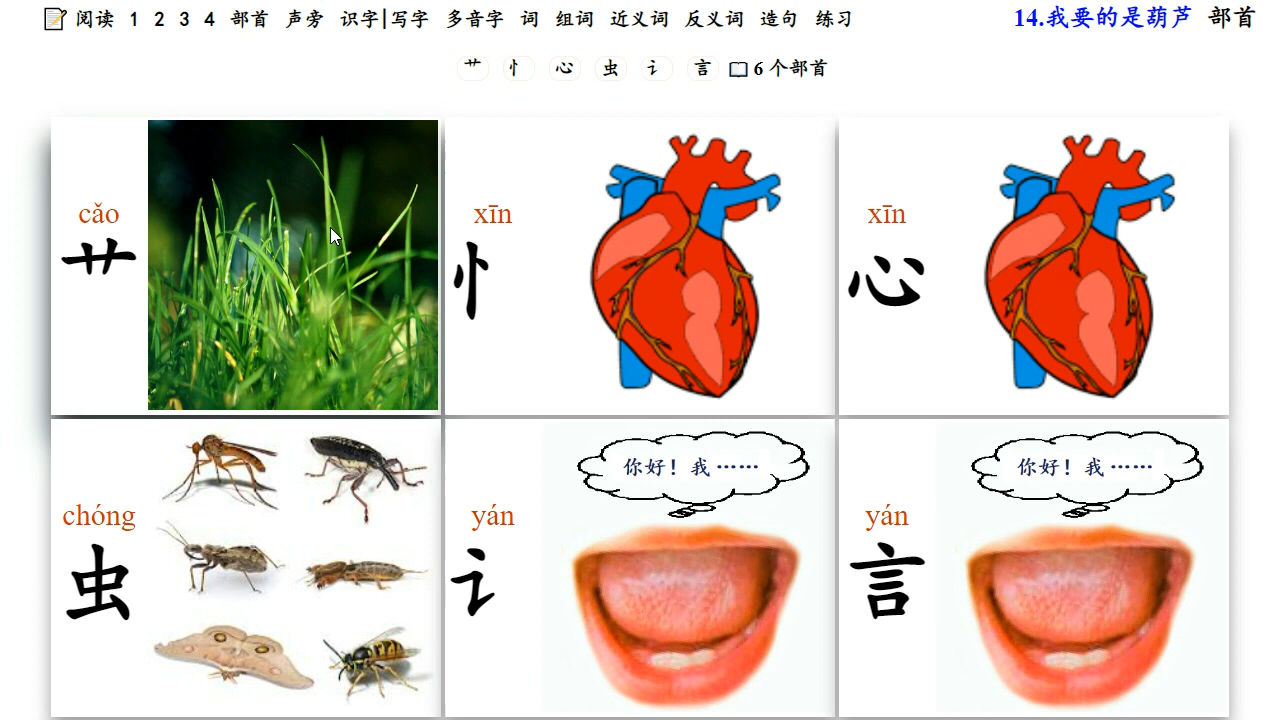 📝 阅读 1 2 3 4 部首 声旁 识字|写字 多音字 词 组词 近义词 反义词 造句 练习
14.我要的是葫芦 部首
艹 忄 心 虫 讠 言 📖 6 个部首
cǎo
艹
xīn
忄
xīn
心
chóng
虫
你好！我……
yán
讠
你好！我……
yán
言